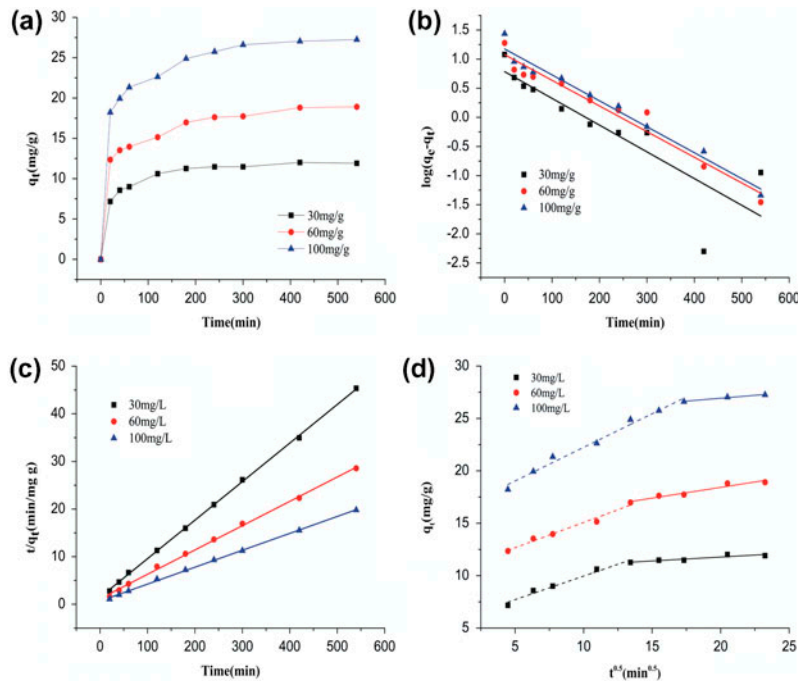 (a)
40
35
30
25
20
15
10
5
0
qt(mg/g)
30mg/g
60mg/g
100mg/g
0 100 200 300 400 500 600
Time(min)
(b)
1.5
1.0
0.5
0.0
-0.5
-1.0
-1.5
-2.0
-2.5
log(qe-qt)
30mg/g
60mg/g
100mg/g
0 100 200 300 400 500 600
Time(min)
(c)
50
40
30
20
10
0
t/qt(min/mg g)
30mg/L
60mg/L
100mg/L
0 100 200 300 400 500 600
Time(min)
(d)
30
25
20
15
10
5
qt(mg/g)
30mg/L
60mg/L
100mg/L
5 10 15 20 25
t0.5(min0.5)